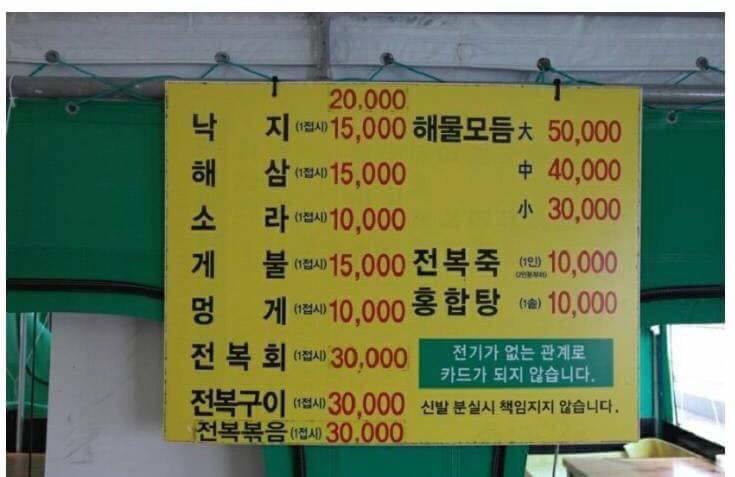 20,000
낙지 (1접시) 15,000
해삼 (1접시) 15,000
소라 (1접시) 10,000
게불 (1접시) 15,000
멍게 (1접시) 10,000
전복회 (1접시) 30,000
전복구이 (1접시) 30,000
전복볶음 (1접시) 30,000
해물모듬 大 50,000
中 40,000
小 30,000
전복죽 (1인) 10,000
(2인분부터)
홍합탕 (1솥) 10,000
전기가 없는 관계로
카드가 되지 않습니다.
신발 분실시 책임지지 않습니다.